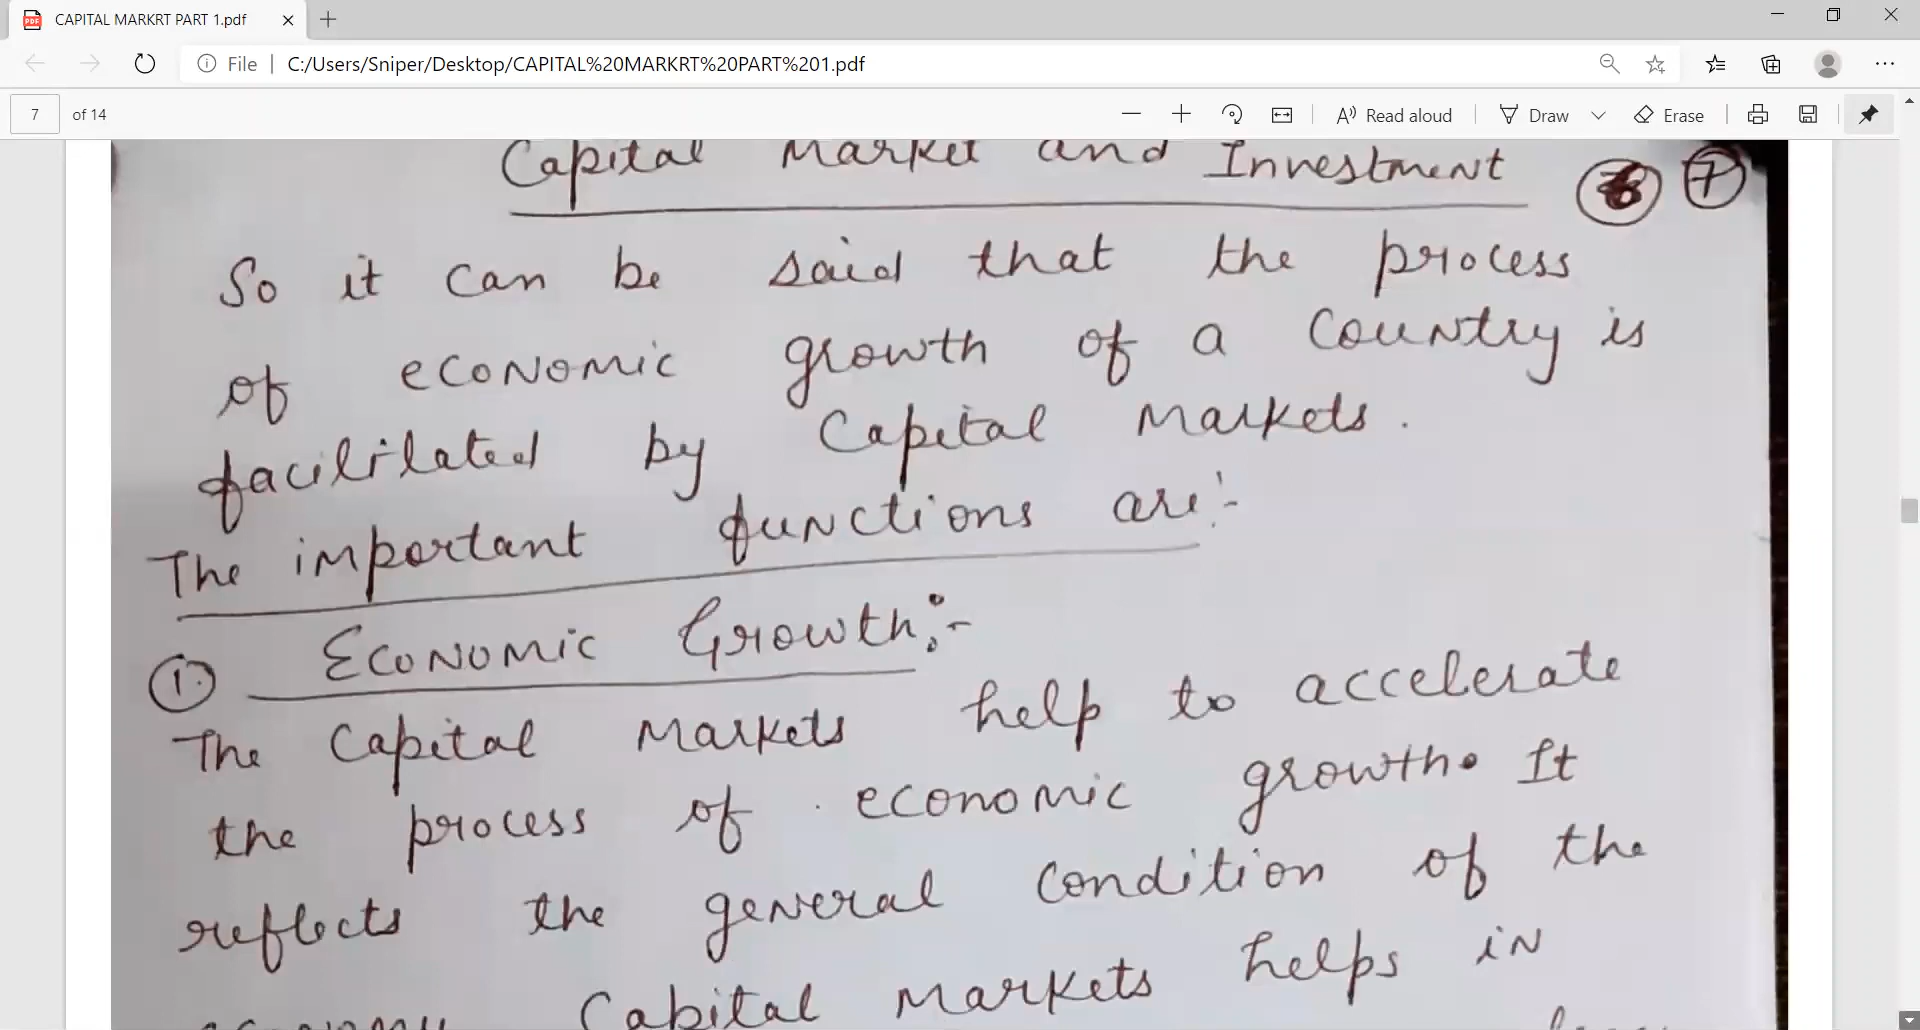 CAPITAL MARKRT PART 1.pdf
File
C:/Users/Sniper/Desktop/CAPITAL%20MARKRT%20PART%201.pdf
7 of 14
Read aloud
Draw
Erase
Capital Market and Investment 7
So it can be said that the process
of economic growth of a Country is
facilitated by Capital Markets.
The important functions are:-
1. Economic Growth:-
The Capital Markets help to accelerate
the process of economic growth. It
reflects the general condition of the
economy. Capital Markets helps in